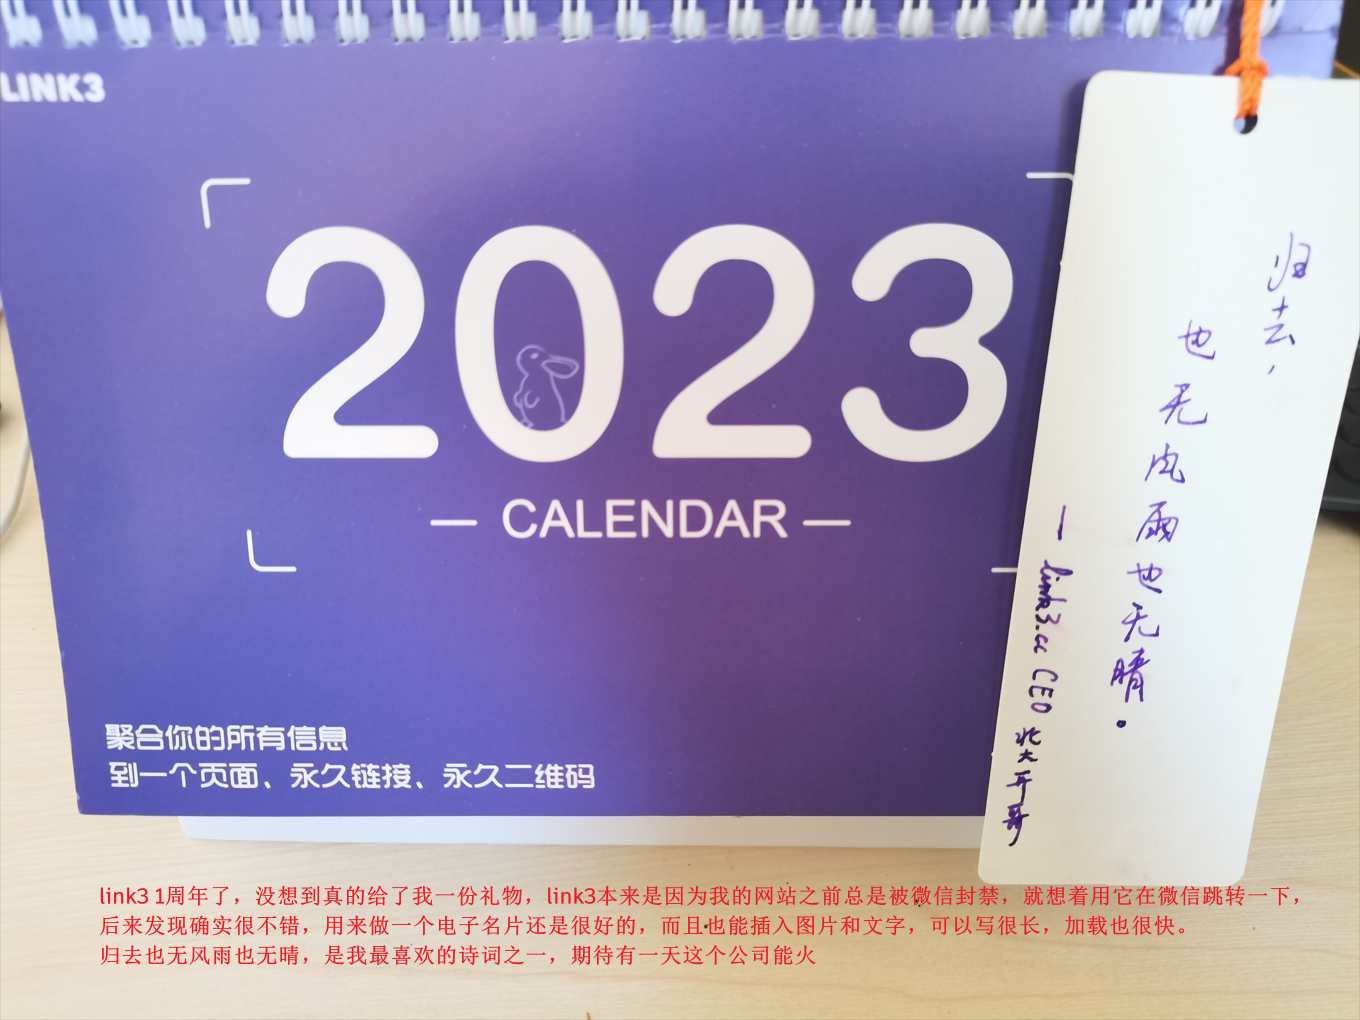 LINK3
2023
— CALENDAR —
聚合你的所有信息
到一个页面、永久链接、永久二维码
归去，
也无风雨也无晴。
— link3.cc CEO 北大开哥
link3 1周年了，没想到真的给了我一份礼物，link3本来是因为我的网站之前总是被微信封禁，就想着用它在微信跳转一下，
后来发现确实很不错，用来做一个电子名片还是很好的，而且也能插入图片和文字，可以写很长，加载也很快。
归去也无风雨也无晴，是我最喜欢的诗词之一，期待有一天这个公司能火